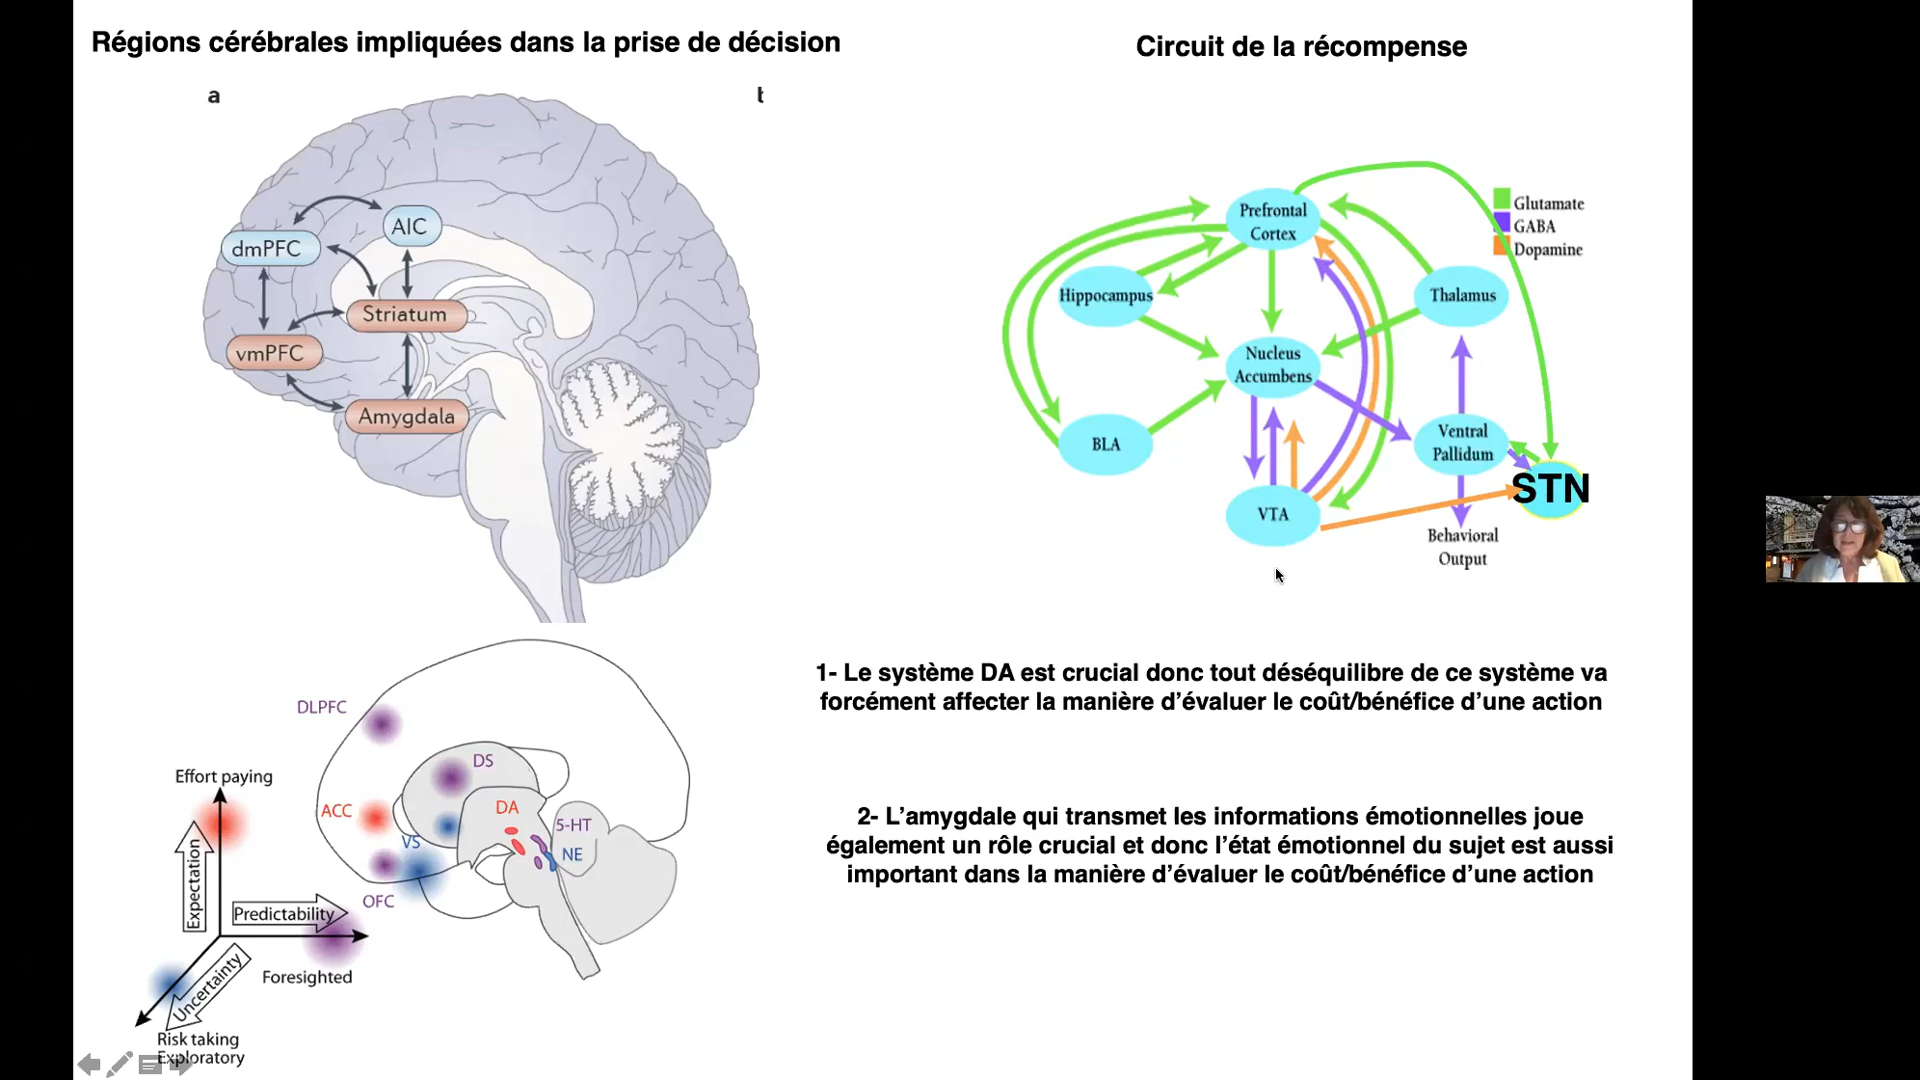 Régions cérébrales impliquées dans la prise de décision
a
b
AIC
dmPFC
Striatum
vmPFC
Amygdala
Circuit de la récompense
Glutamate
GABA
Dopamine
Prefrontal
Cortex
Hippocampus
Thalamus
Nucleus
Accumbens
BLA
Ventral
Pallidum
STN
VTA
Behavioral
Output
DLPFC
DS
ACC
DA
5-HT
VS
NE
OFC
Effort paying
Expectation
Predictability
Foresighted
Uncertainty
Risk taking
Exploratory
1- Le système DA est crucial donc tout déséquilibre de ce système va
forcément affecter la manière d’évaluer le coût/bénéfice d’une action
2- L’amygdale qui transmet les informations émotionnelles joue
également un rôle crucial et donc l’état émotionnel du sujet est aussi
important dans la manière d’évaluer le coût/bénéfice d’une action